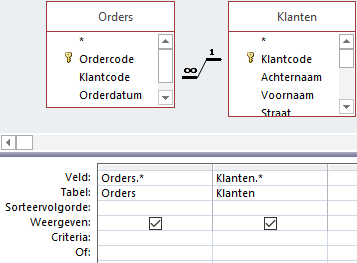 Orders
*
Ordercode
Klantcode
Orderdatum
∞ 1
Klanten
*
Klantcode
Achternaam
Voornaam
Straat
Veld: Orders.* Klanten.*
Tabel: Orders Klanten
Sorteervolgorde:
Weergeven:
Criteria:
Of: